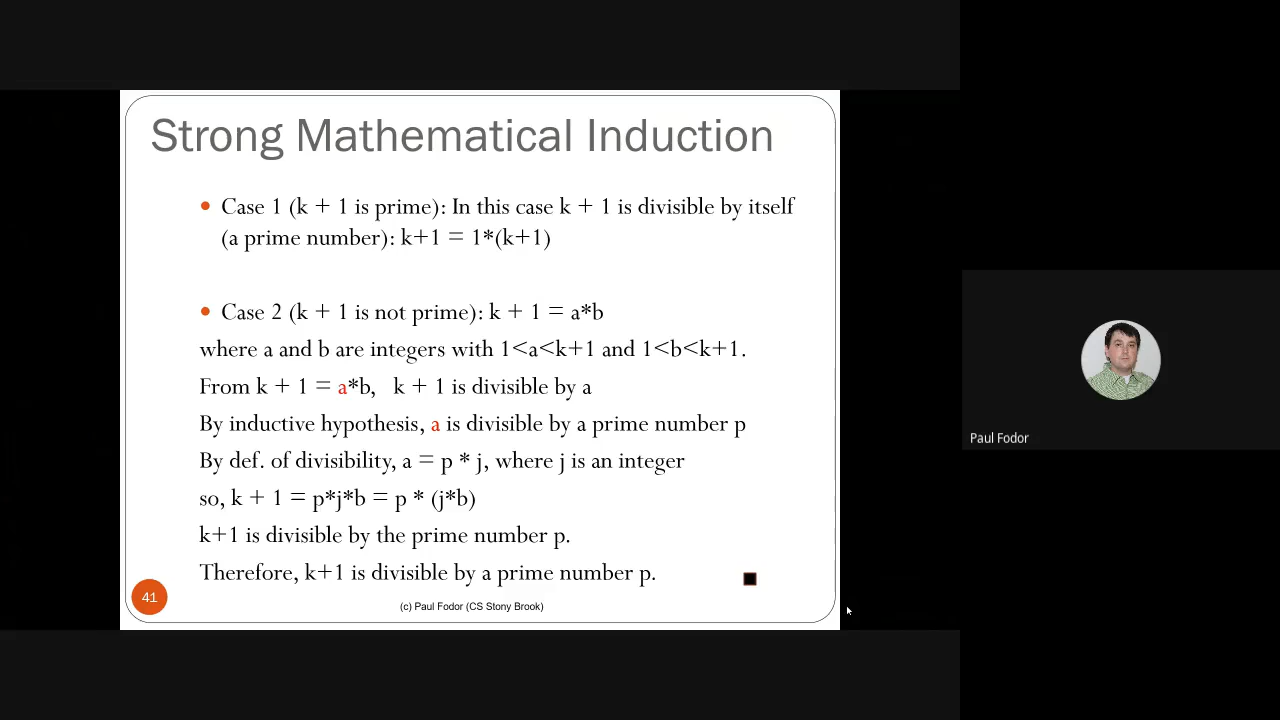 Strong Mathematical Induction
• Case 1 (k + 1 is prime): In this case k + 1 is divisible by itself
(a prime number): k+1 = 1*(k+1)
• Case 2 (k + 1 is not prime): k + 1 = a*b
where a and b are integers with 1<a<k+1 and 1<b<k+1.
From k + 1 = a*b, k + 1 is divisible by a
By inductive hypothesis, a is divisible by a prime number p
By def. of divisibility, a = p * j, where j is an integer
so, k + 1 = p*j*b = p * (j*b)
k+1 is divisible by the prime number p.
Therefore, k+1 is divisible by a prime number p.
41
(c) Paul Fodor (CS Stony Brook)
Paul Fodor